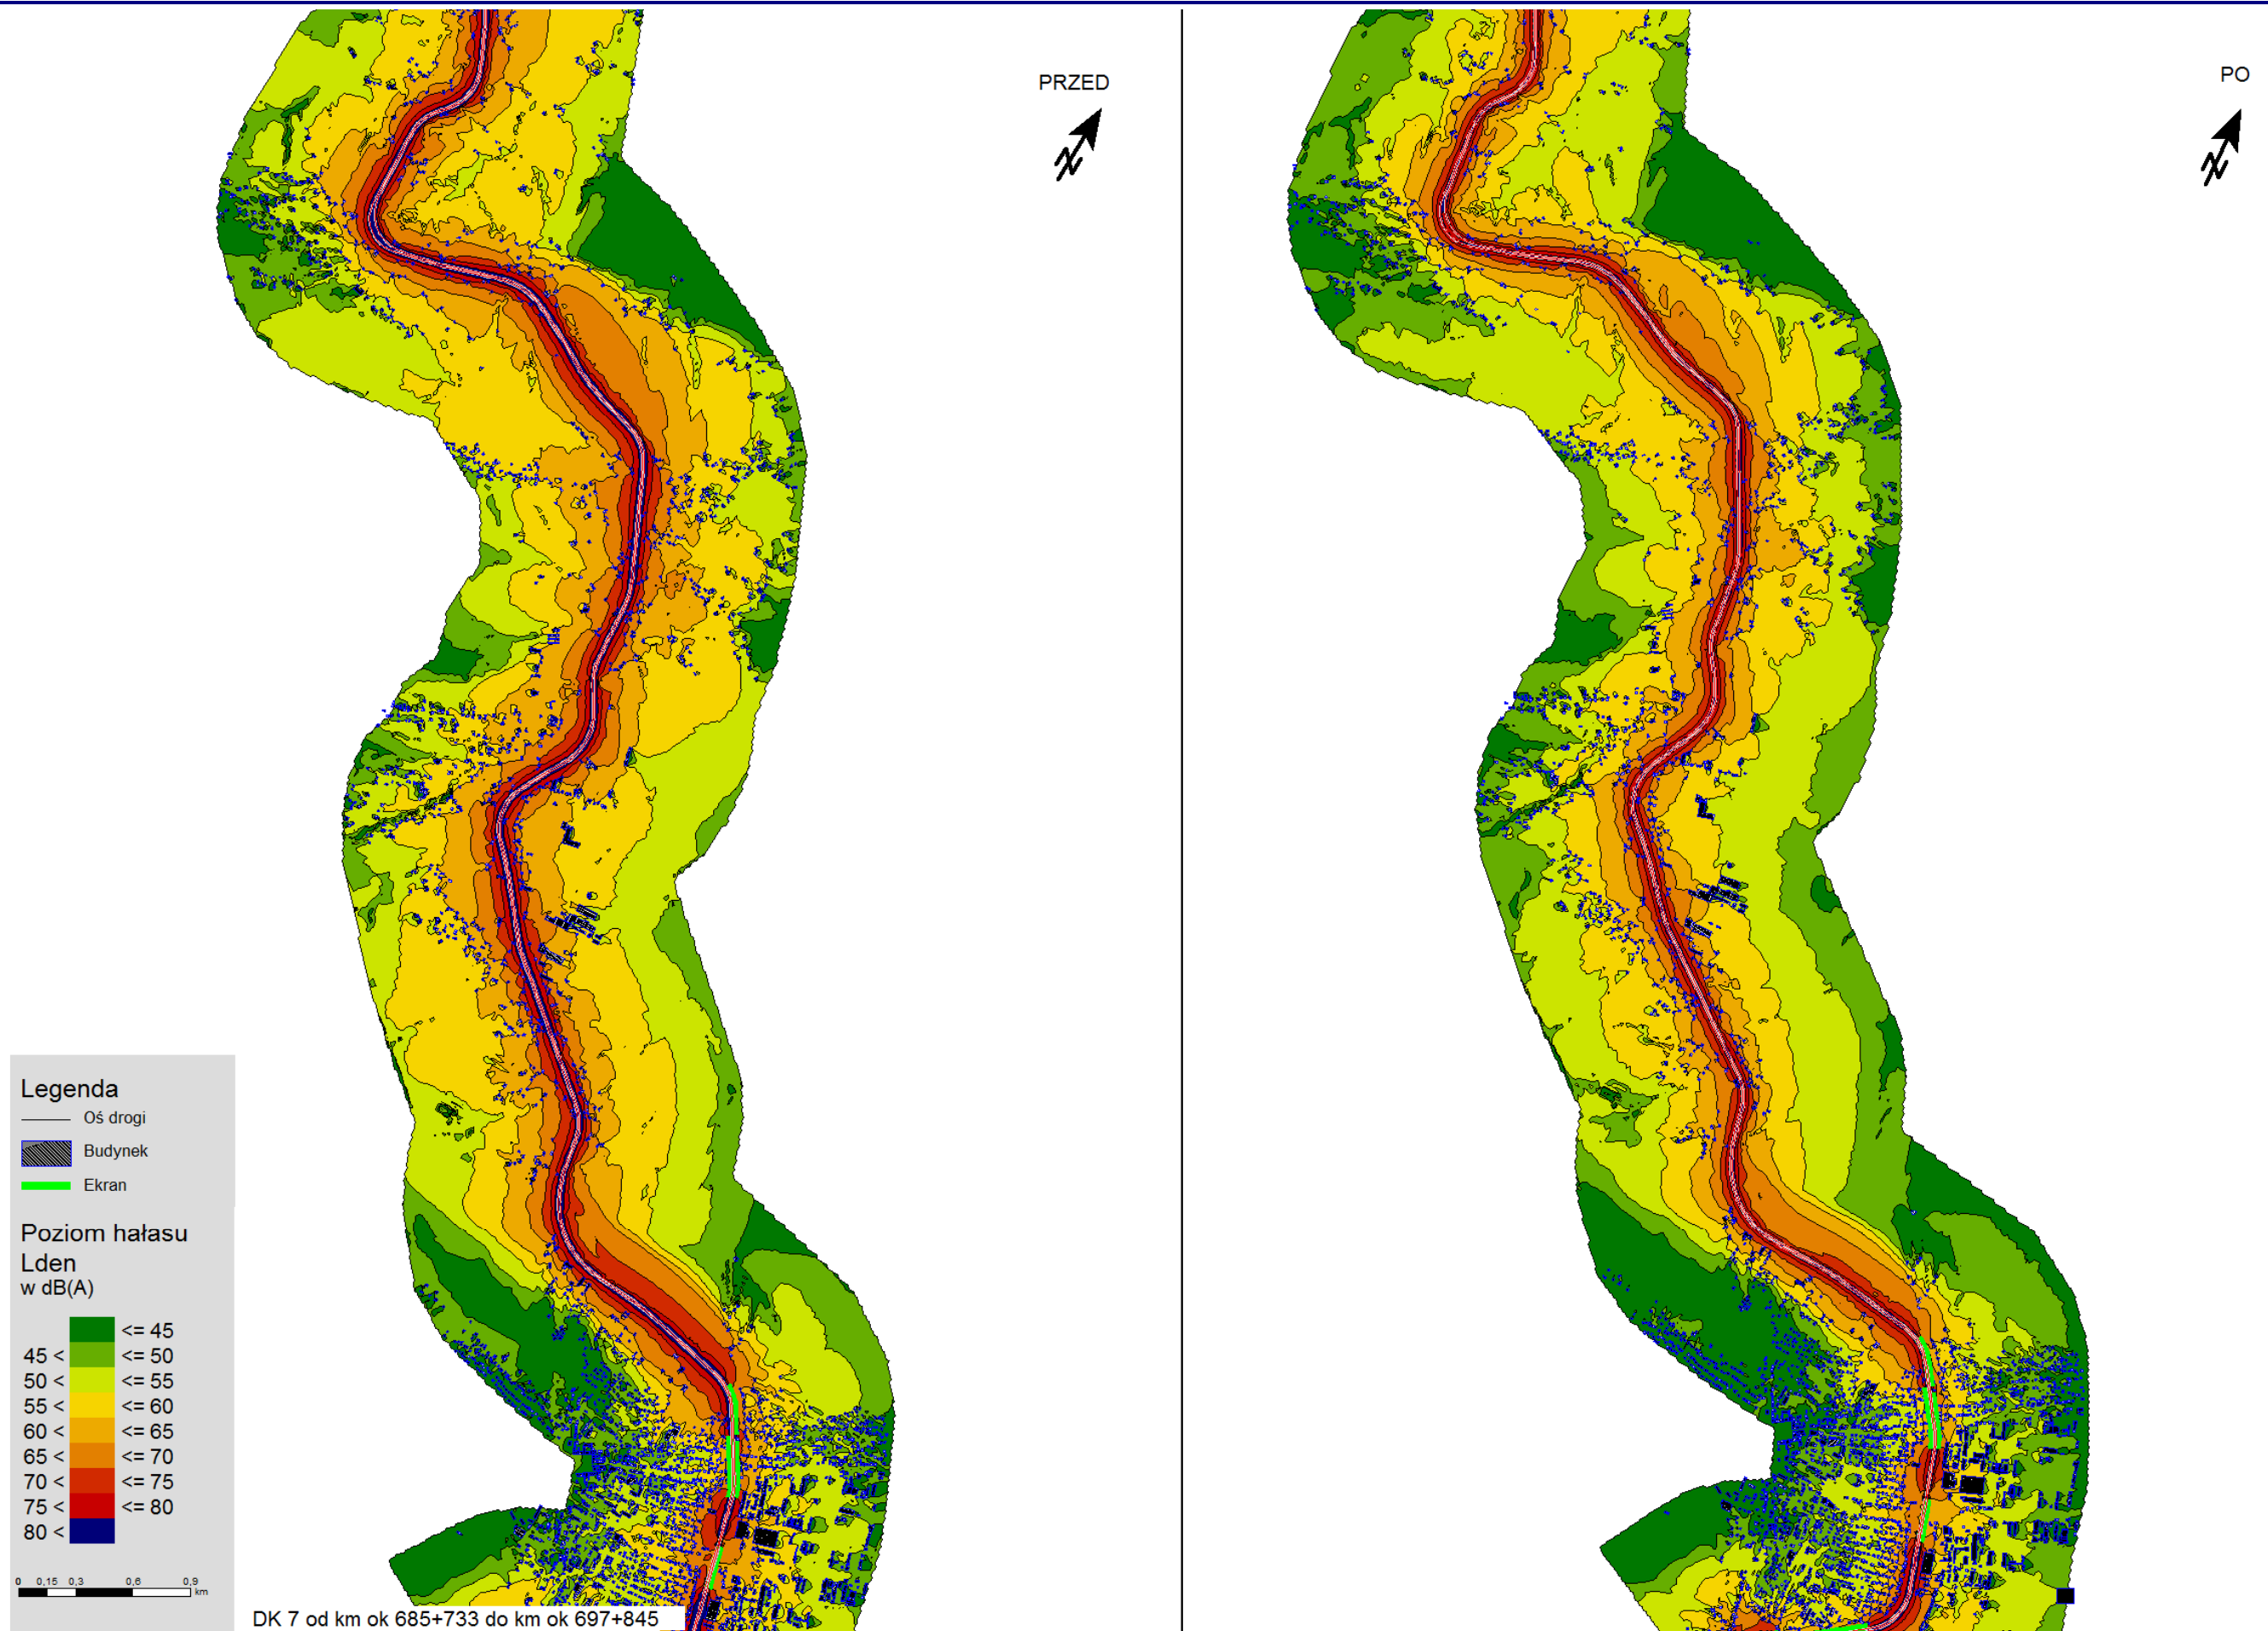 PRZED
N
PO
N
Legenda
Oś drogi
Budynek
Ekran
Poziom hałasu
Lden
w dB(A)
<= 45
45 < <= 50
50 < <= 55
55 < <= 60
60 < <= 65
65 < <= 70
70 < <= 75
75 < <= 80
80 <
0 0,15 0,3 0,6 0,9
km
DK 7 od km ok 685+733 do km ok 697+845